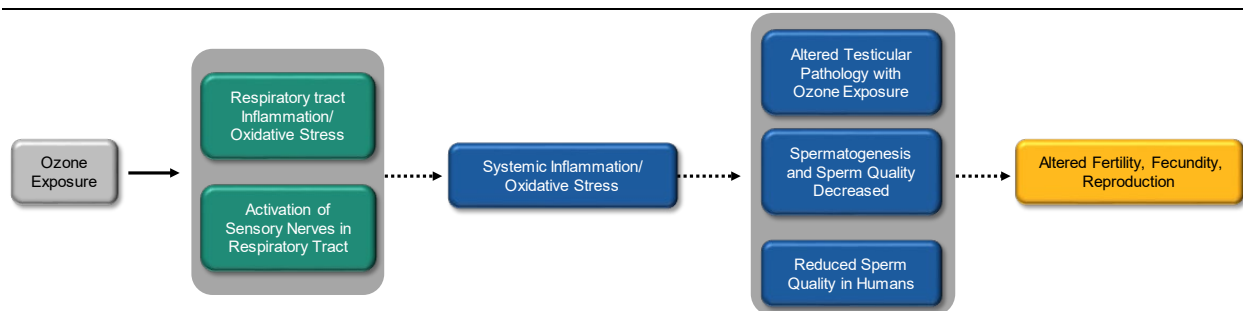 Ozone
Exposure
Respiratory tract
Inflammation/
Oxidative Stress
Activation of
Sensory Nerves in
Respiratory Tract
Systemic Inflammation/
Oxidative Stress
Altered Testicular
Pathology with
Ozone Exposure
Spermatogenesis
and Sperm Quality
Decreased
Reduced Sperm
Quality in Humans
Altered Fertility, Fecundity,
Reproduction